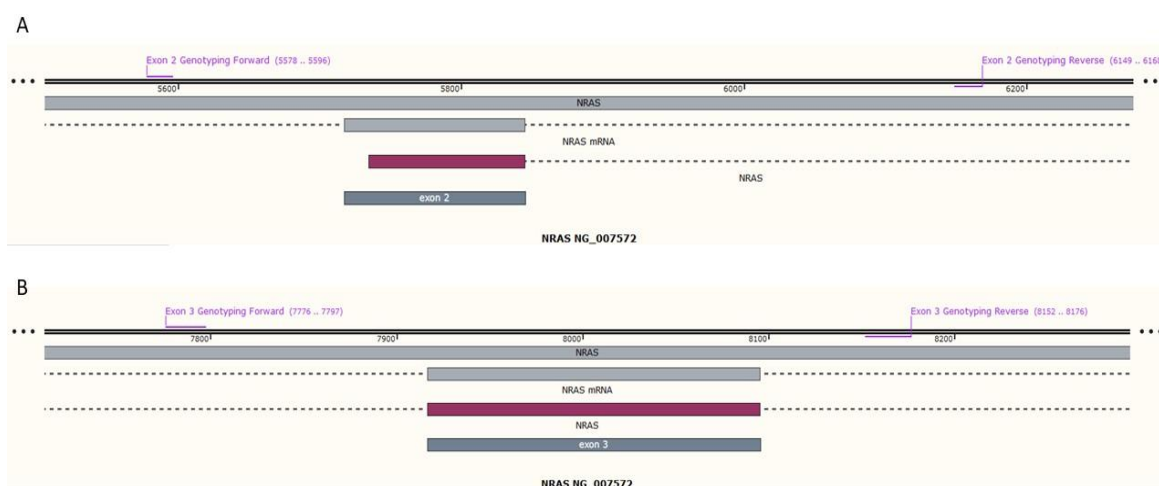 A
Exon 2 Genotyping Forward (5578 .. 5596)
Exon 2 Genotyping Reverse (6149 .. 6168
5600
5800
6000
6200
NRAS
NRAS mRNA
NRAS
exon 2
NRAS NG_007572
B
Exon 3 Genotyping Forward (7776 .. 7797)
Exon 3 Genotyping Reverse (8152 .. 8176)
7800
7900
8000
8100
8200
NRAS
NRAS mRNA
NRAS
exon 3
NRAS NG_007572